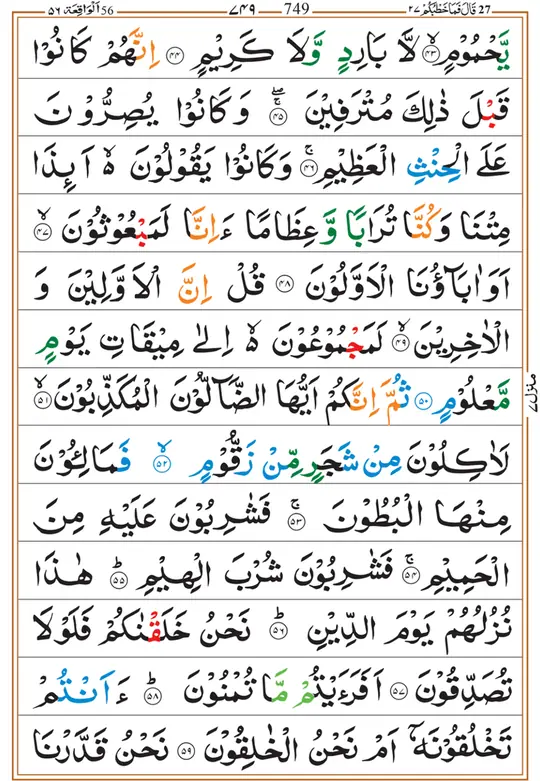 27 قَالَ فَمَا خَطْبُكُمْ ٢٧ 749 ٧٤٩ 56 اَلْوَاقِعَة ٥٦
يَّحْمُوْمٍۙ ﴿٤٣﴾ لَّا بَارِدٍ وَّلَا كَرِيْمٍ ﴿٤٤﴾ اِنَّهُمْ كَانُوْا
قَبْلَ ذٰلِكَ مُتْرَفِيْنَۚۖ ﴿٤٥﴾ وَكَانُوْا يُصِرُّوْنَ
عَلَى الْحِنْثِ الْعَظِيْمِۚ ﴿٤٦﴾ وَكَانُوْا يَقُوْلُوْنَ ۙ۬ اَىِٕذَا
مِتْنَا وَكُنَّا تُرَابًا وَّعِظَامًا ءَاِنَّا لَمَبْعُوْثُوْنَۙ ﴿٤٧﴾
اَوَاٰبَآؤُنَا الْاَوَّلُوْنَ ﴿٤٨﴾ قُلْ اِنَّ الْاَوَّلِيْنَ وَ
الْاٰخِرِيْنَۙ ﴿٤٩﴾ لَمَجْمُوْعُوْنَ ۙ۬ اِلٰى مِيْقَاتِ يَوْمٍ
مَّعْلُوْمٍ ﴿٥٠﴾ ثُمَّ اِنَّكُمْ اَيُّهَا الضَّآلُّوْنَ الْمُكَذِّبُوْنَۙ ﴿٥١﴾
لَاٰكِلُوْنَ مِنْ شَجَرٍ مِّنْ زَقُّوْمٍۙ ﴿٥٢﴾ فَمَالِئُوْنَ
مِنْهَا الْبُطُوْنَۚ ﴿٥٣﴾ فَشٰرِبُوْنَ عَلَيْهِ مِنَ
الْحَمِيْمِۚ ﴿٥٤﴾ فَشٰرِبُوْنَ شُرْبَ الْهِيْمِؕ ﴿٥٥﴾ هٰذَا
نُزُلُهُمْ يَوْمَ الدِّيْنِؕ ﴿٥٦﴾ نَحْنُ خَلَقْنٰكُمْ فَلَوْلَا
تُصَدِّقُوْنَ ﴿٥٧﴾ اَفَرَءَيْتُمْ مَّا تُمْنُوْنَؕ ﴿٥٨﴾ ءَاَنْتُمْ
تَخْلُقُوْنَهٗۤ اَمْ نَحْنُ الْخٰلِقُوْنَ ﴿٥٩﴾ نَحْنُ قَدَّرْنَا
منزل ٧